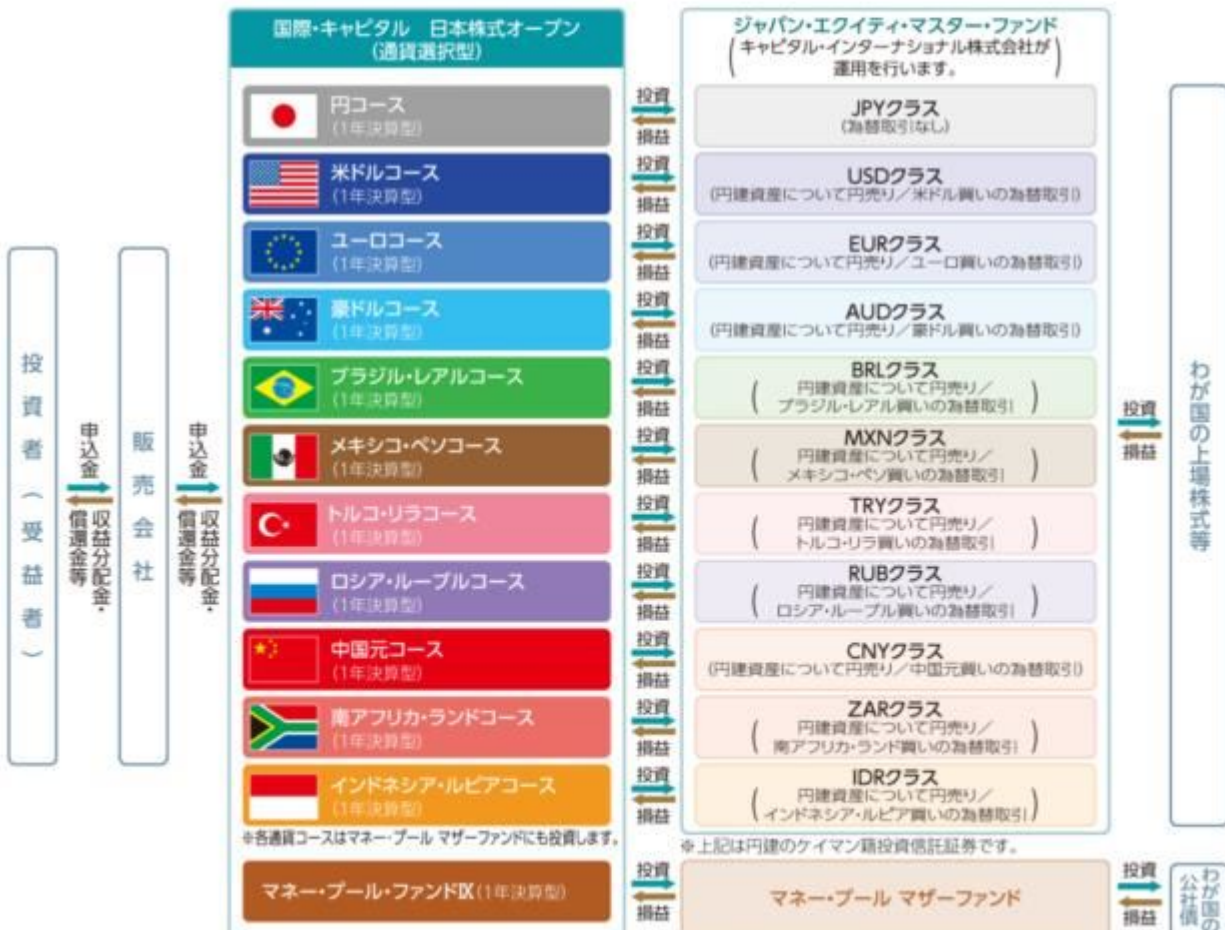 国際・キャピタル 日本株式オープン
(通貨選択型)
ジャパン・エクイティ・マスター・ファンド
(キャピタル・インターナショナル株式会社が
運用を行います。)
円コース
(1年決算型)
投資
損益
JPYクラス
(為替取引なし)
米ドルコース
(1年決算型)
投資
損益
USDクラス
(円建資産について円売り/米ドル買いの為替取引)
ユーロコース
(1年決算型)
投資
損益
EURクラス
(円建資産について円売り/ユーロ買いの為替取引)
豪ドルコース
(1年決算型)
投資
損益
AUDクラス
(円建資産について円売り/豪ドル買いの為替取引)
ブラジル・レアルコース
(1年決算型)
投資
損益
BRLクラス
(円建資産について円売り/
ブラジル・レアル買いの為替取引)
メキシコ・ペソコース
(1年決算型)
投資
損益
MXNクラス
(円建資産について円売り/
メキシコ・ペソ買いの為替取引)
トルコ・リラコース
(1年決算型)
投資
損益
TRYクラス
(円建資産について円売り/
トルコ・リラ買いの為替取引)
ロシア・ルーブルコース
(1年決算型)
投資
損益
RUBクラス
(円建資産について円売り/
ロシア・ルーブル買いの為替取引)
中国元コース
(1年決算型)
投資
損益
CNYクラス
(円建資産について円売り/中国元買いの為替取引)
南アフリカ・ランドコース
(1年決算型)
投資
損益
ZARクラス
(円建資産について円売り/
南アフリカ・ランド買いの為替取引)
インドネシア・ルピアコース
(1年決算型)
投資
損益
IDRクラス
(円建資産について円売り/
インドネシア・ルピア買いの為替取引)
※各通貨コースはマネー・プール マザーファンドにも投資します。
※上記は円建のケイマン籍投資信託証券です。
マネー・プール・ファンドⅨ(1年決算型)
投資
損益
マネー・プール マザーファンド
投資
損益
わが国の
公社債
投資者(受益者)
申込金
収益分配金・
償還金等
販売会社
申込金
収益分配金・
償還金等
投資
損益
わが国の上場株式等